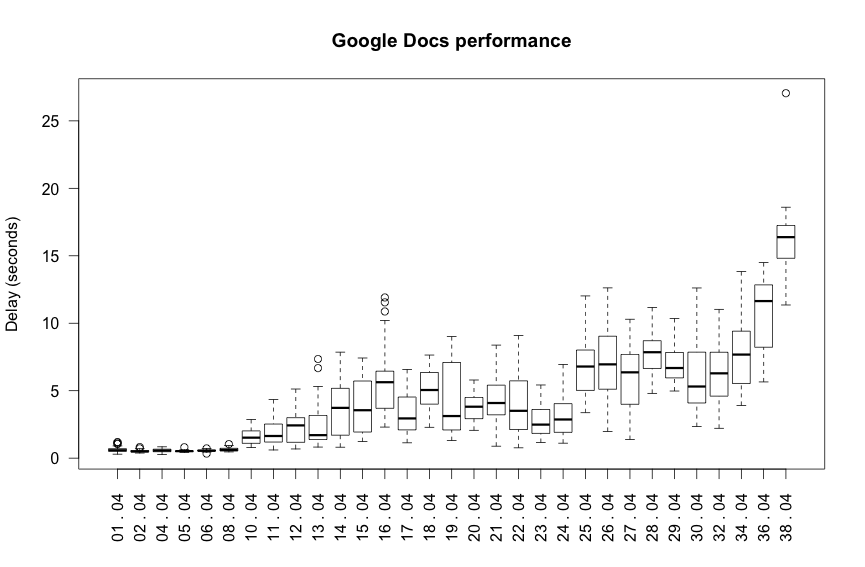 Google Docs performance
Delay (seconds)
25
20
15
10
5
0
01 . 04
02 . 04
04 . 04
05 . 04
06 . 04
08 . 04
10 . 04
11 . 04
12 . 04
13 . 04
14 . 04
15 . 04
16 . 04
17 . 04
18 . 04
19 . 04
20 . 04
21 . 04
22 . 04
23 . 04
24 . 04
25 . 04
26 . 04
27 . 04
28 . 04
29 . 04
30 . 04
32 . 04
34 . 04
36 . 04
38 . 04